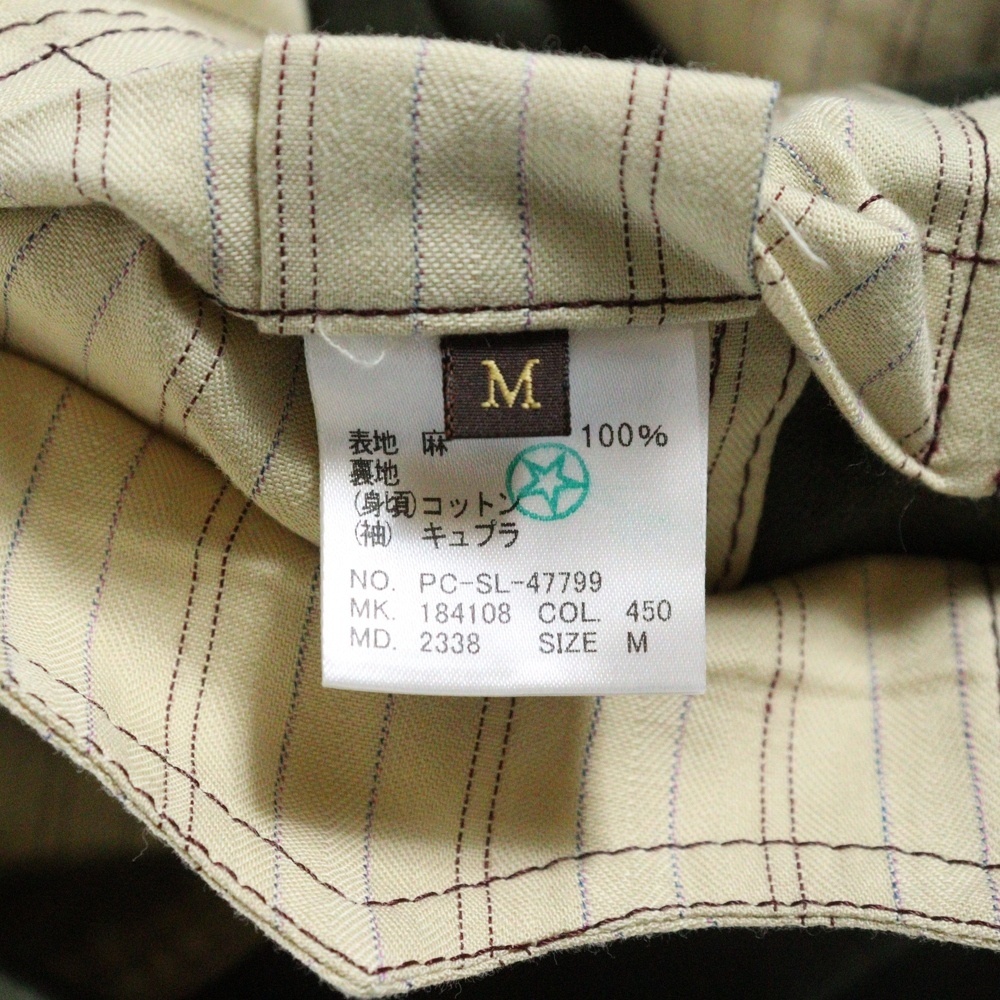 M
表地 麻 100%
裏地
(身頃)コットン
(袖) キュプラ
NO. PC-SL-47799
MK. 184108 COL. 450
MD. 2338 SIZE M